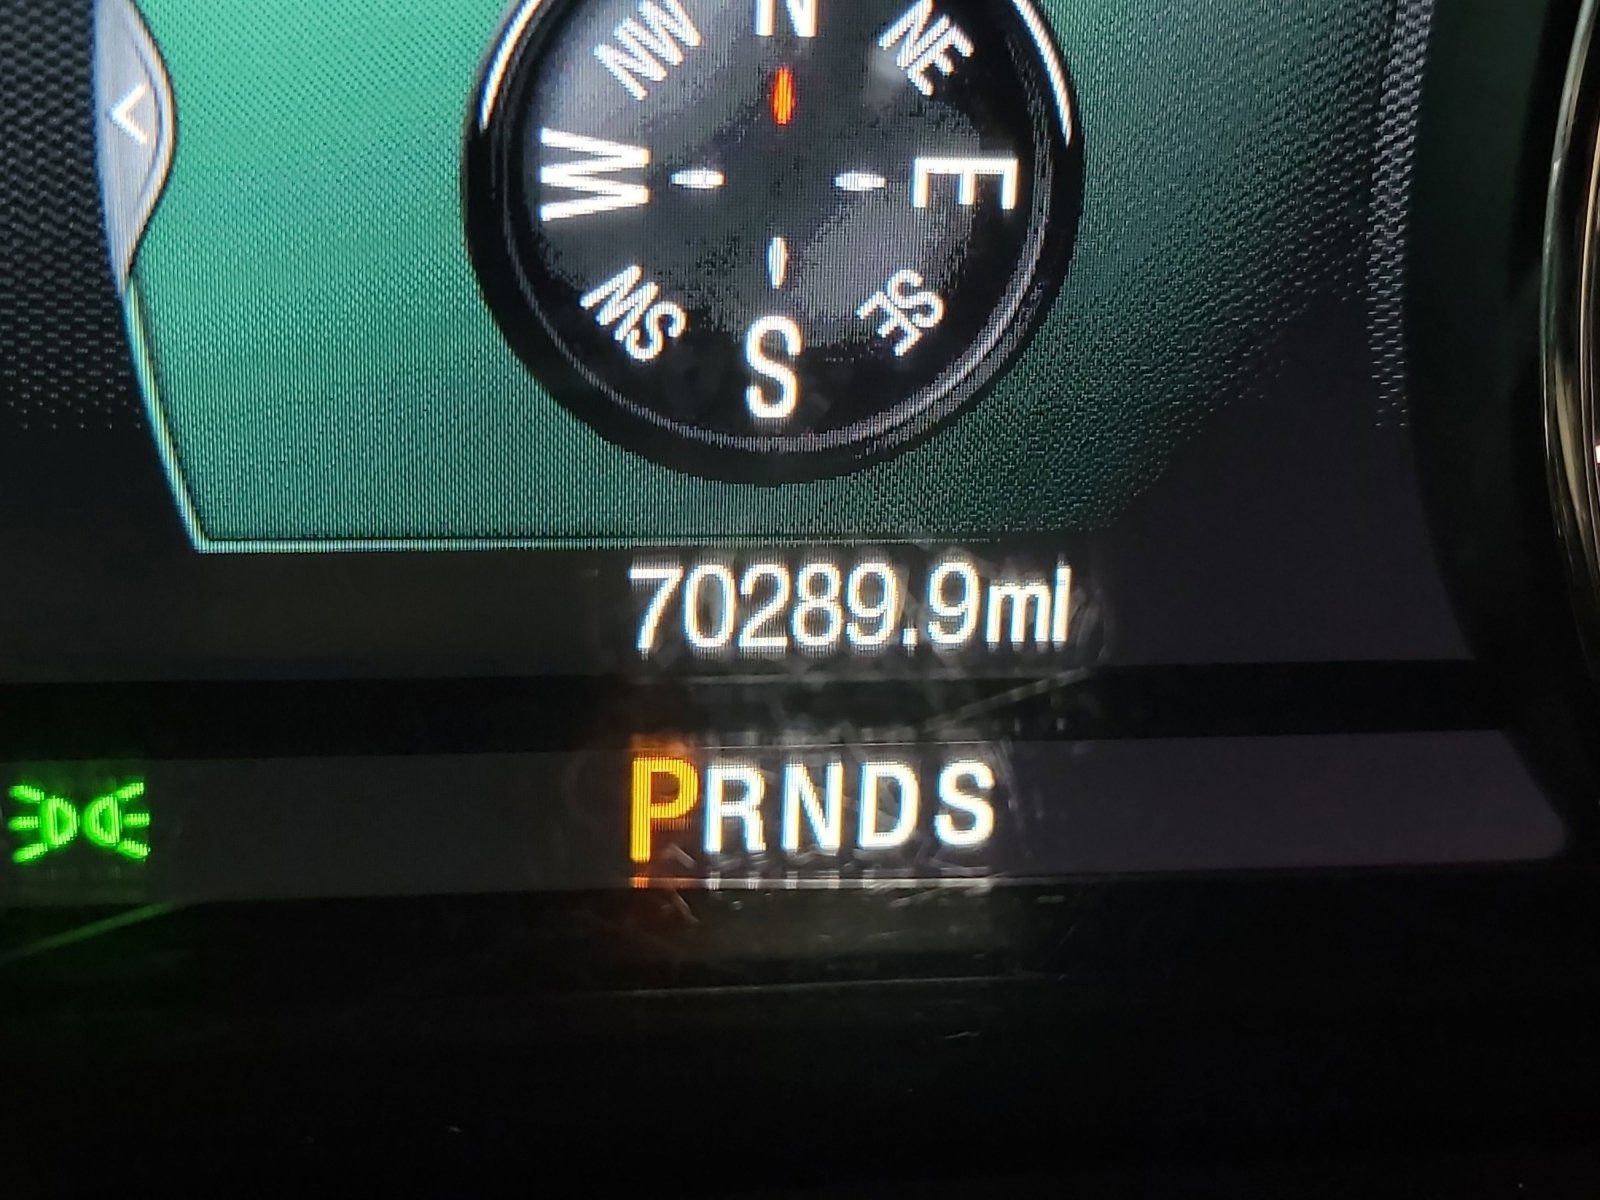 N
NW NE
W E
SW SE
S
70289.9mi
PRNDS